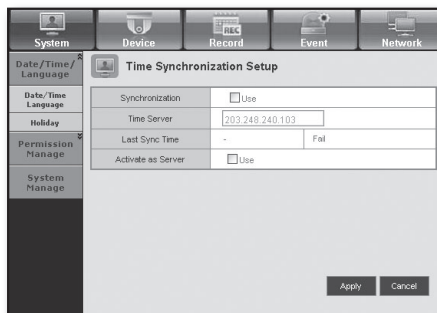 System Device Record Event Network
REC
Date/Time/
Language
Time Synchronization Setup
Date/Time
Language
Holiday
Permission
Manage
System
Manage
Synchronization Use
Time Server 203.248.240.103
Last Sync Time - Fail
Activate as Server Use
Apply Cancel